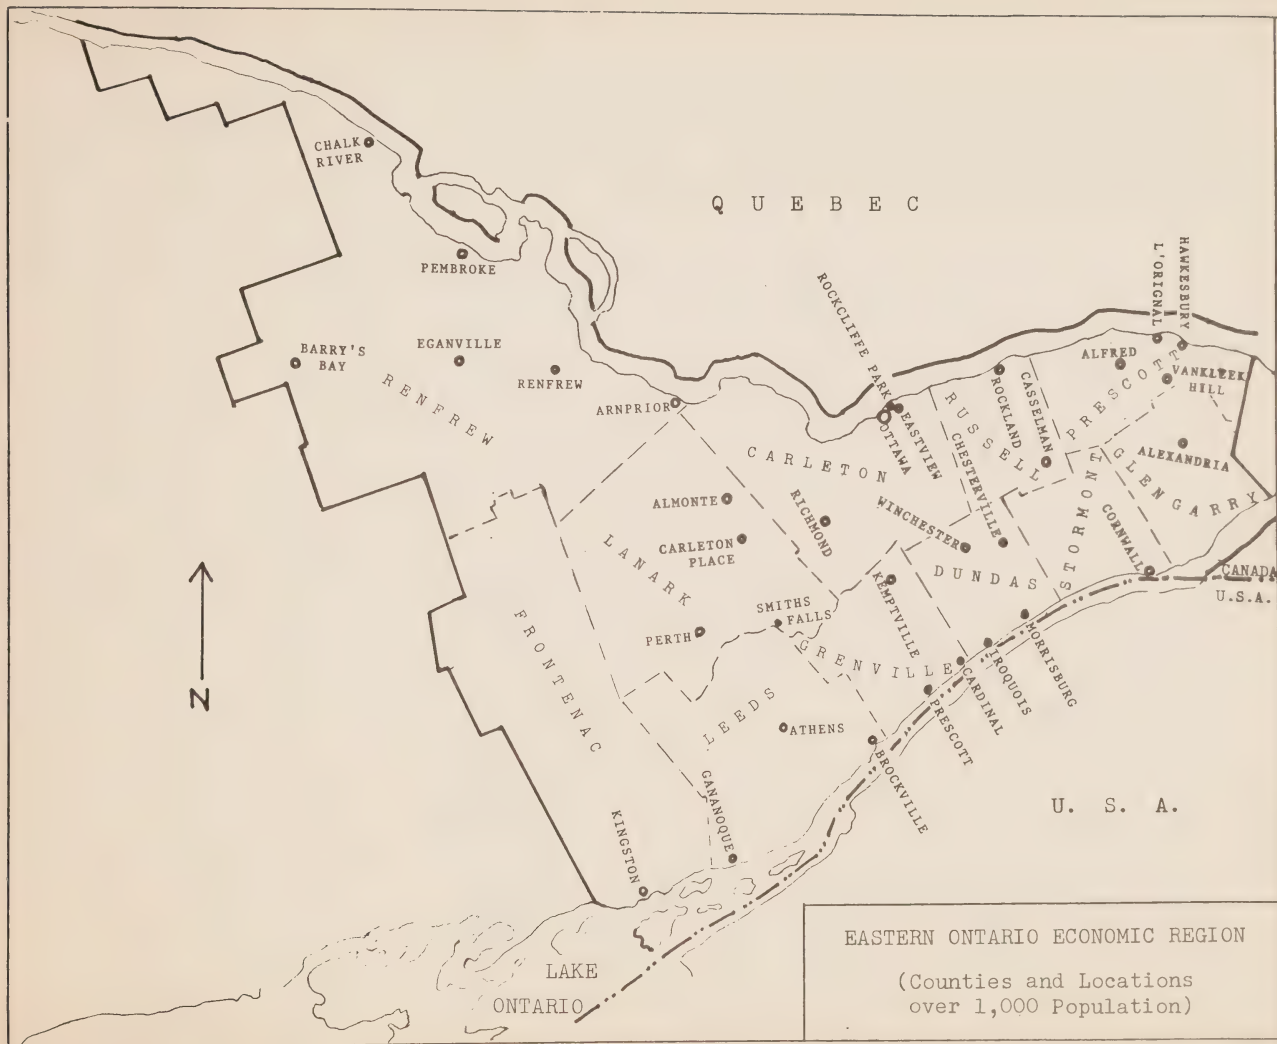 QUEBEC
CHALK
RIVER
PEMBROKE
BARRY'S
BAY
EGANVILLE
RENFREW
RENFREW
ARNPRIOR
ROCKCLIFFE PARK
OTTAWA
EASTVIEW
CARLETON
RUSSELL
ROCKLAND
CASSELMAN
ALFRED
PRESCOTT
L'ORIGNAL
HAWKESBURY
VANKLEEK
HILL
ALEXANDRIA
GLENGARRY
STORMONT
CORNWALL
CHESTERVILLE
WINCHESTER
DUNDAS
ALMONTE
CARLETON
PLACE
RICHMOND
LANARK
PERTH
SMITHS
FALLS
KEMPTVILLE
GRENVILLE
MORRISBURG
IROQUOIS
CARDINAL
PRESCOTT
CANADA
U.S.A.
FRONTENAC
LEEDS
ATHENS
BROCKVILLE
GANANOQUE
KINGSTON
N
U. S. A.
LAKE
ONTARIO
EASTERN ONTARIO ECONOMIC REGION
(Counties and Locations
over 1,000 Population)